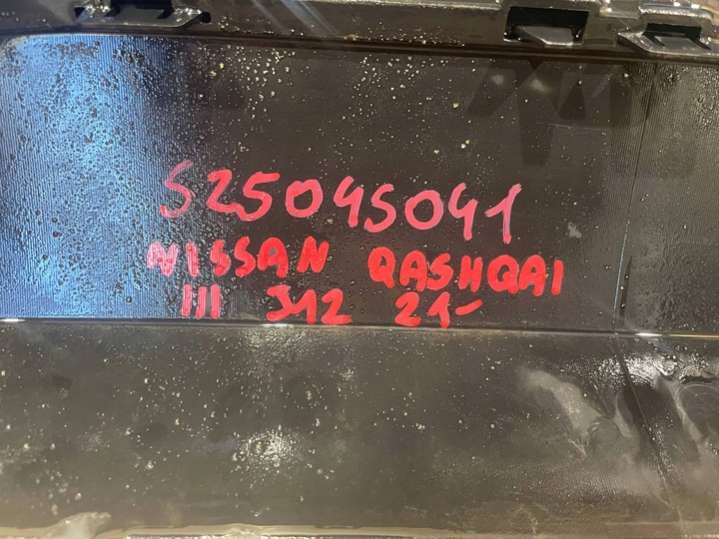 S25045041
NISSAN QASHQAI
III J12 21-